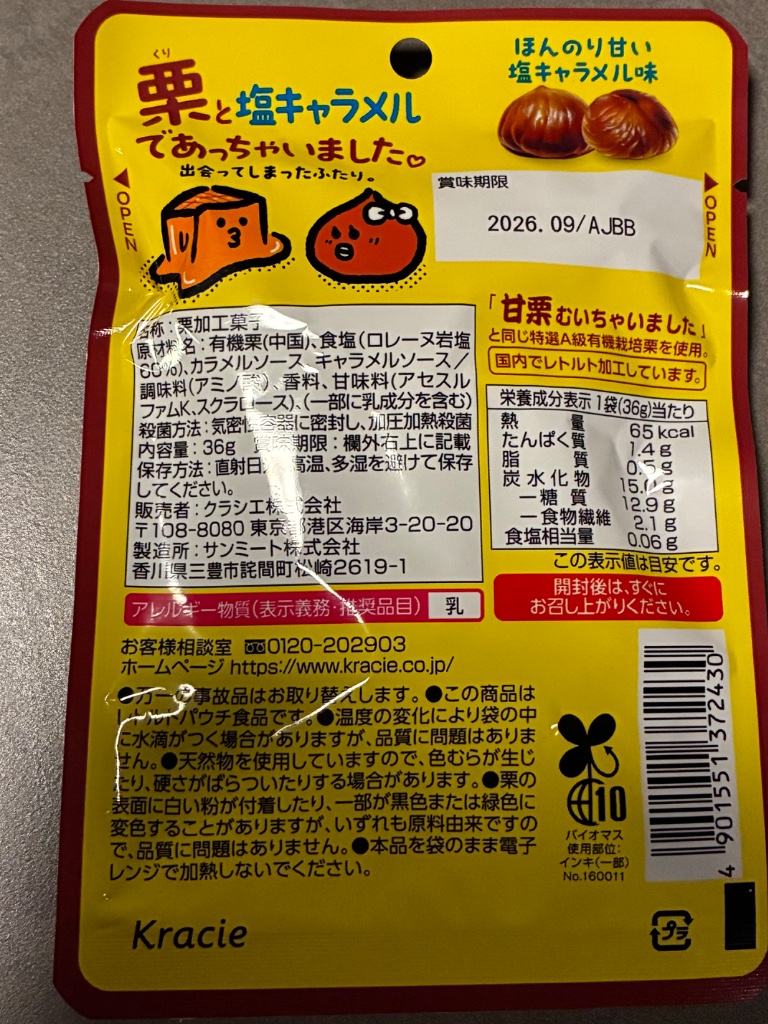 くり
栗と塩キャラメル
であっちゃいました♡
出会ってしまったふたり。
ほんのり甘い
塩キャラメル味
賞味期限
2026.09/AJBB
◀OPEN
▶OPEN
「甘栗むいちゃいました」
と同じ特選A級有機栽培栗を使用。
国内でレトルト加工しています。
名称:栗加工菓子
原材料名:有機栗(中国)、食塩(ロレーヌ岩塩
60%)、カラメルソース、キャラメルソース/
調味料(アミノ酸)、香料、甘味料(アセスル
ファムK、スクラロース)、(一部に乳成分を含む)
殺菌方法:気密性容器に密封し、加圧加熱殺菌
内容量:36g 賞味期限:欄外右上に記載
保存方法:直射日光、高温、多湿を避けて保存
してください。
販売者:クラシエ株式会社
〒108-8080 東京都港区海岸3-20-20
製造所:サンミート株式会社
香川県三豊市詫間町松崎2619-1
栄養成分表示 1袋(36g)当たり
熱量 65kcal
たんぱく質 1.4g
脂質 0.5g
炭水化物 15.0g
―糖質 12.9g
―食物繊維 2.1g
食塩相当量 0.06g
この表示値は目安です。
開封後は、すぐに
お召し上がりください。
アレルギー物質(表示義務・推奨品目) 乳
お客様相談室 0120-202903
ホームページ https://www.kracie.co.jp/
●万一の事故品はお取り替えします。●この商品は
レトルトパウチ食品です。●温度の変化により袋の中
に水滴がつく場合がありますが、品質に問題はありま
せん。●天然物を使用していますので、色むらが生じ
たり、硬さがばらついたりする場合があります。●栗の
表面に白い粉が付着したり、一部が黒色または緑色に
変色することがありますが、いずれも原料由来ですの
で、品質に問題はありません。●本品を袋のまま電子
レンジで加熱しないでください。
10
バイオマス
使用部位:
インキ(一部)
No.160011
4 901551 372430
Kracie
プラ